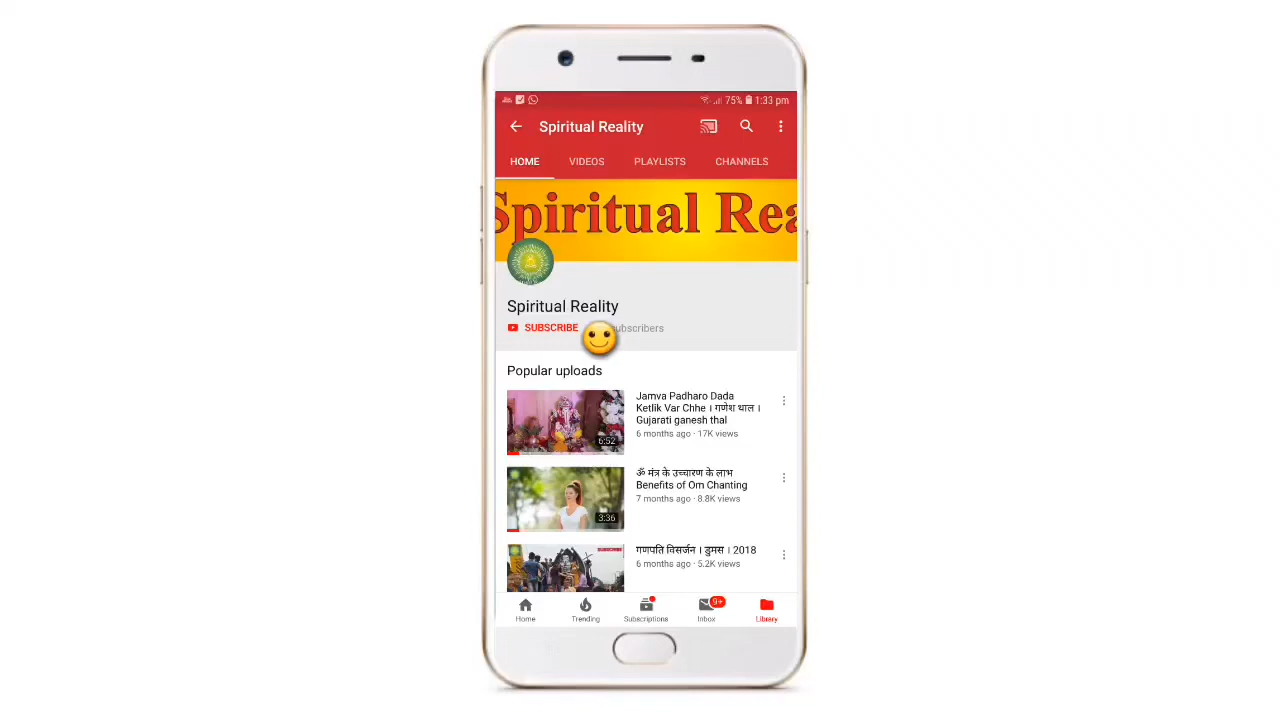 75% 1:33 pm
Spiritual Reality
HOME VIDEOS PLAYLISTS CHANNELS
Spiritual Rea
Spiritual Reality
SUBSCRIBE subscribers
Popular uploads
Jamva Padharo Dada
Ketlik Var Chhe । गणेश थाल ।
Gujarati ganesh thal
6 months ago · 17K views
6:52
ॐ मंत्र के उच्चारण के लाभ
Benefits of Om Chanting
7 months ago · 8.8K views
3:36
गणपति विसर्जन । डुमस । 2018
6 months ago · 5.2K views
9+
Home Trending Subscriptions Inbox Library